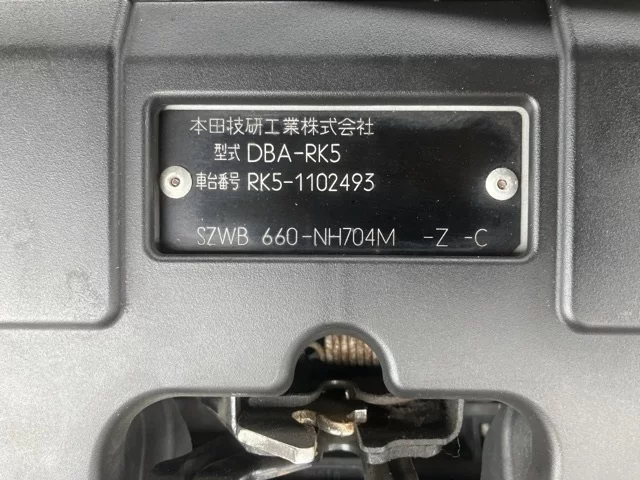 本田技研工業株式会社
型式 DBA-RK5
車台番号 RK5-1102493
SZWB 660-NH704M -Z -C